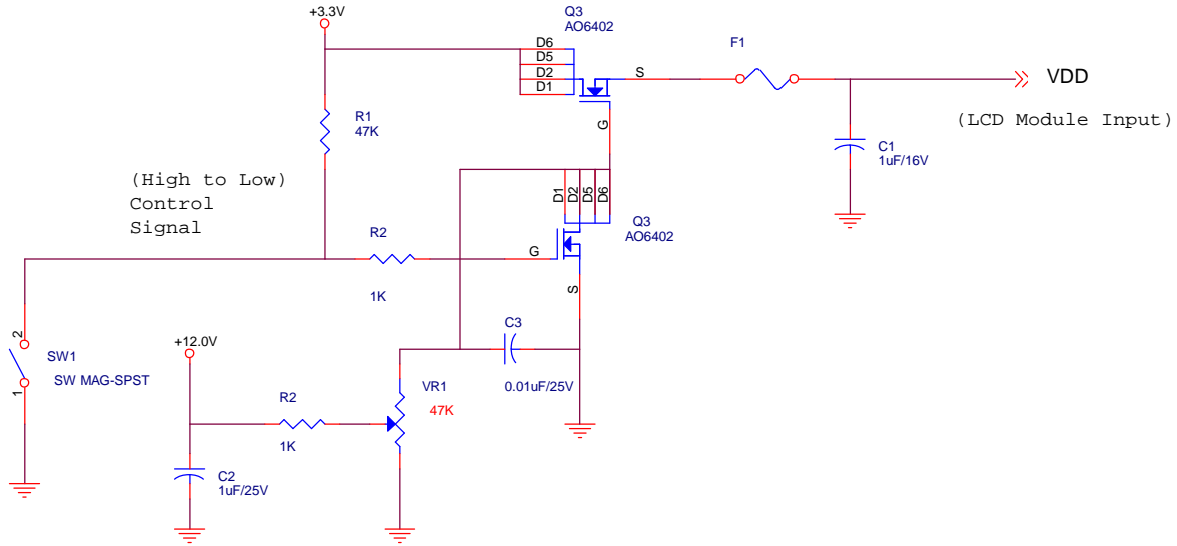 +3.3V
Q3
AO6402
D6
D5
D2
D1
S
G
F1
VDD
(LCD Module Input)
R1
47K
C1
1uF/16V
(High to Low)
Control
Signal
D1
D2
D5
D6
Q3
AO6402
R2
1K
G
S
+12.0V
C3
0.01uF/25V
2
SW1
SW MAG-SPST
1
VR1
47K
R2
1K
C2
1uF/25V